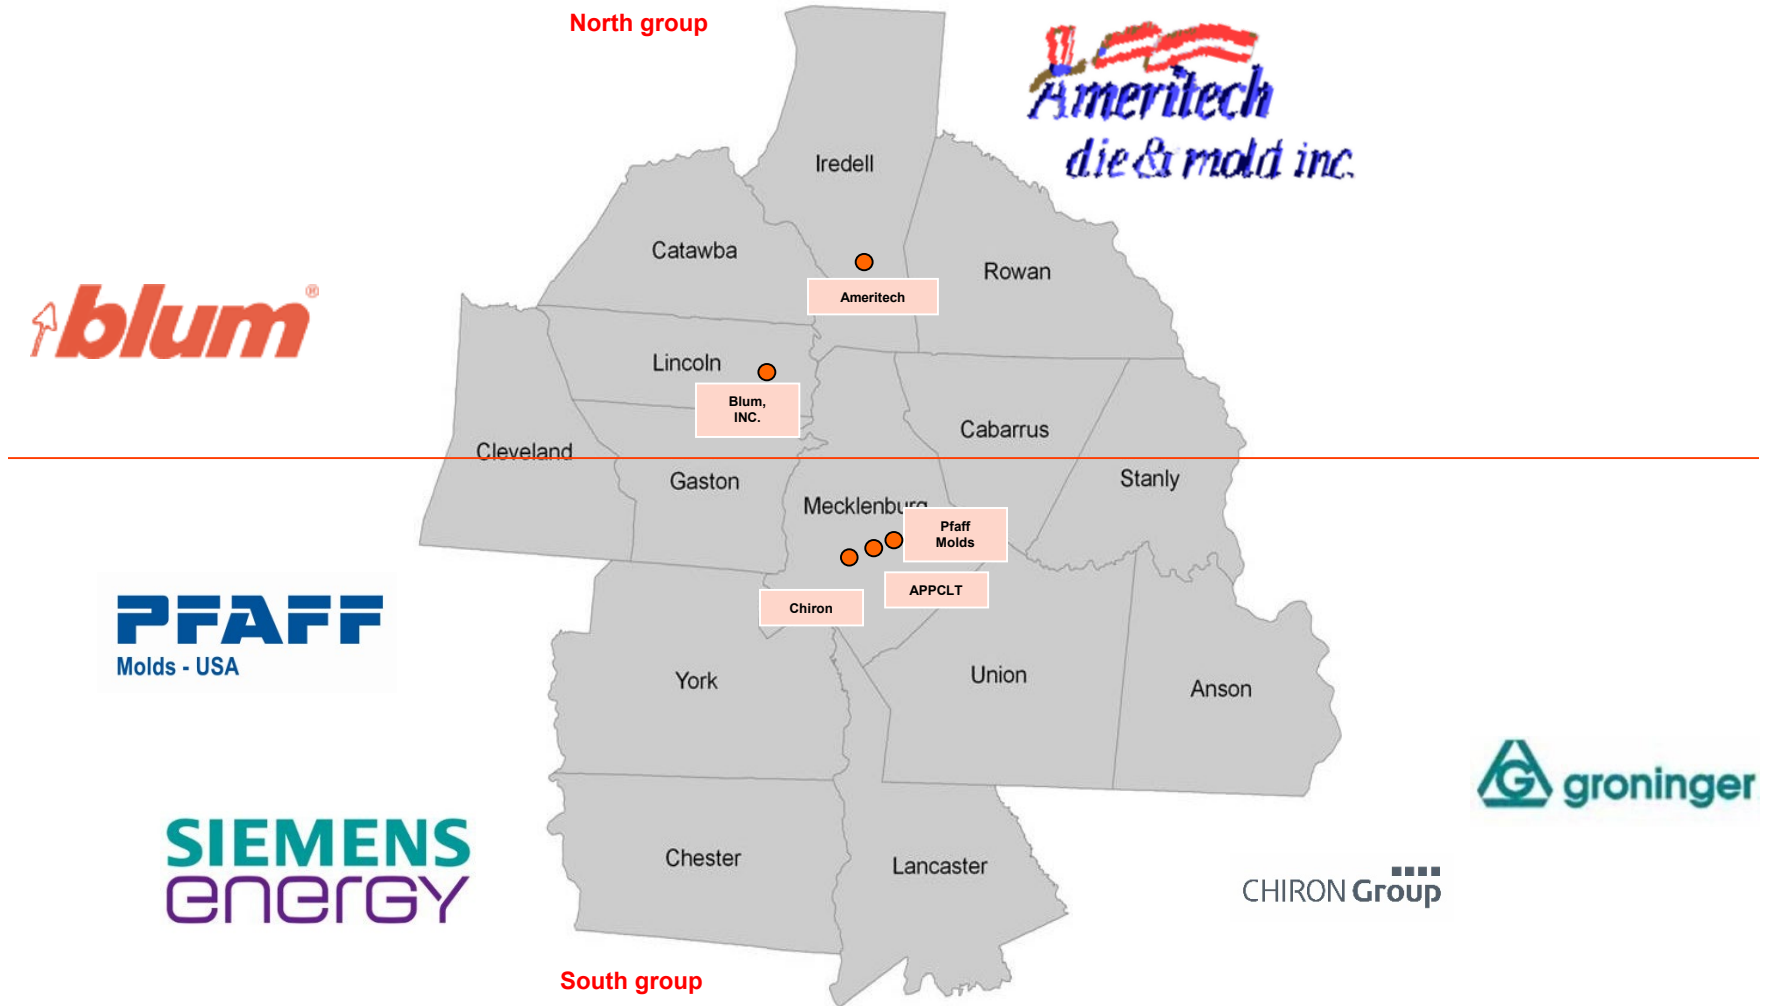 North group
Ameritech
die & mold inc.
Iredell
Catawba
Rowan
Ameritech
blum®
Lincoln
Blum,
INC.
Cabarrus
Cleveland
Gaston
Stanly
Mecklenburg
Pfaff
Molds
APPCLT
Chiron
PFAFF
Molds - USA
York
Union
Anson
G groninger
SIEMENS
energy
Chester
Lancaster
CHIRON Group
South group